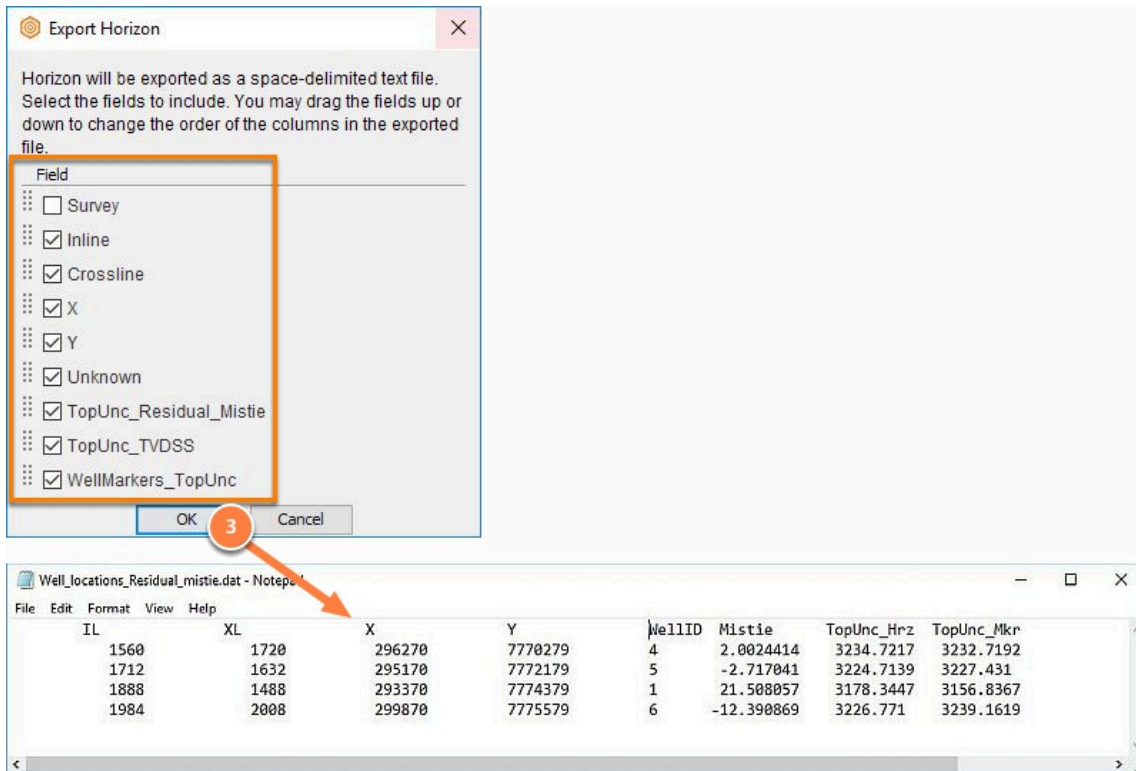 Export Horizon
Horizon will be exported as a space-delimited text file.
Select the fields to include. You may drag the fields up or
down to change the order of the columns in the exported
file.
Field
Survey
Inline
Crossline
X
Y
Unknown
TopUnc_Residual_Mistie
TopUnc_TVDSS
WellMarkers_TopUnc
OK 3 Cancel
Well_locations_Residual_mistie.dat - Notepad
File Edit Format View Help
IL XL X Y WellID Mistie TopUnc_Hrz TopUnc_Mkr
1560 1720 296270 7770279 4 2.0024414 3234.7217 3232.7192
1712 1632 295170 7772179 5 -2.717041 3224.7139 3227.431
1888 1488 293370 7774379 1 21.508057 3178.3447 3156.8367
1984 2008 299870 7775579 6 -12.390869 3226.771 3239.1619